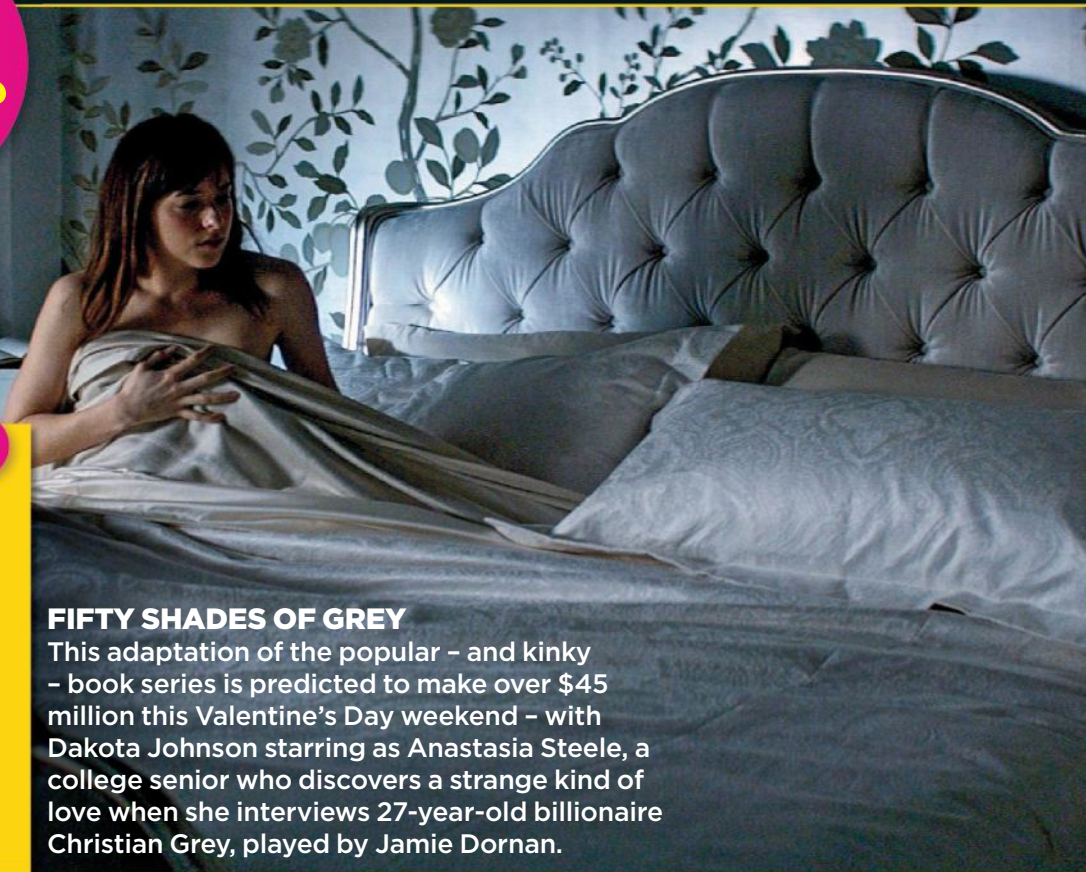 FIFTY SHADES OF GREY
This adaptation of the popular – and kinky
– book series is predicted to make over $45
million this Valentine's Day weekend – with
Dakota Johnson starring as Anastasia Steele, a
college senior who discovers a strange kind of
love when she interviews 27-year-old billionaire
Christian Grey, played by Jamie Dornan.